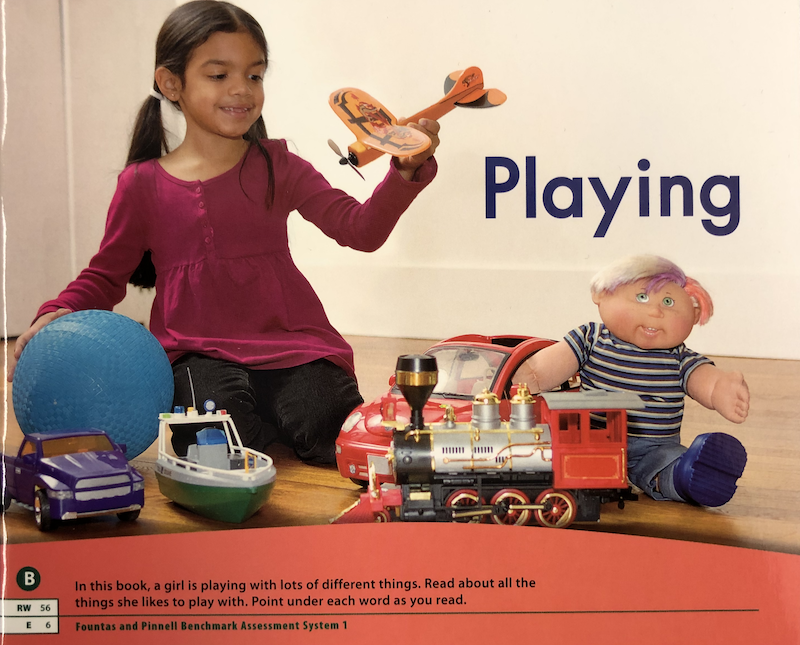 Playing
B
In this book, a girl is playing with lots of different things. Read about all the
things she likes to play with. Point under each word as you read.
RW 56
E 6
Fountas and Pinnell Benchmark Assessment System 1